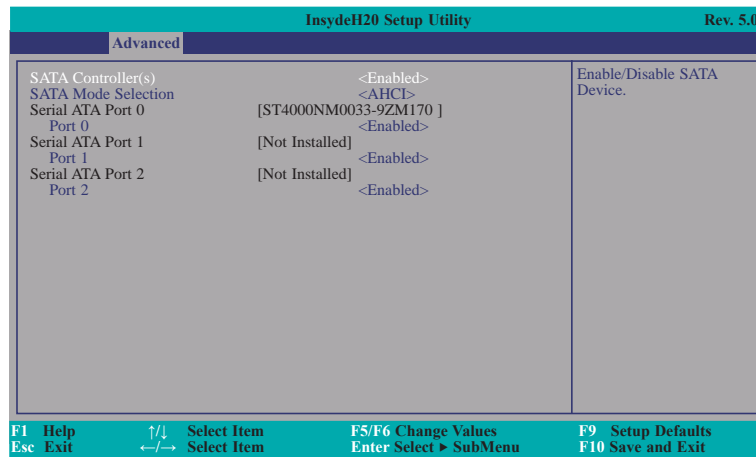 InsydeH20 Setup Utility Rev. 5.0
Advanced
SATA Controller(s) <Enabled>
SATA Mode Selection <AHCI>
Serial ATA Port 0 [ST4000NM0033-9ZM170 ]
Port 0 <Enabled>
Serial ATA Port 1 [Not Installed]
Port 1 <Enabled>
Serial ATA Port 2 [Not Installed]
Port 2 <Enabled>
Enable/Disable SATA
Device.
F1 Help ↑/↓ Select Item F5/F6 Change Values F9 Setup Defaults
Esc Exit ←/→ Select Item Enter Select ▶ SubMenu F10 Save and Exit